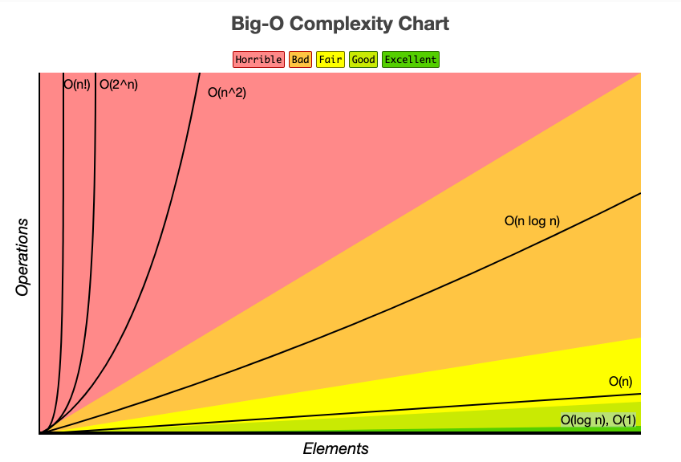 Big-O Complexity Chart
Horrible Bad Fair Good Excellent
O(n!) O(2^n)
O(n^2)
O(n log n)
O(n)
O(log n), O(1)
Operations
Elements